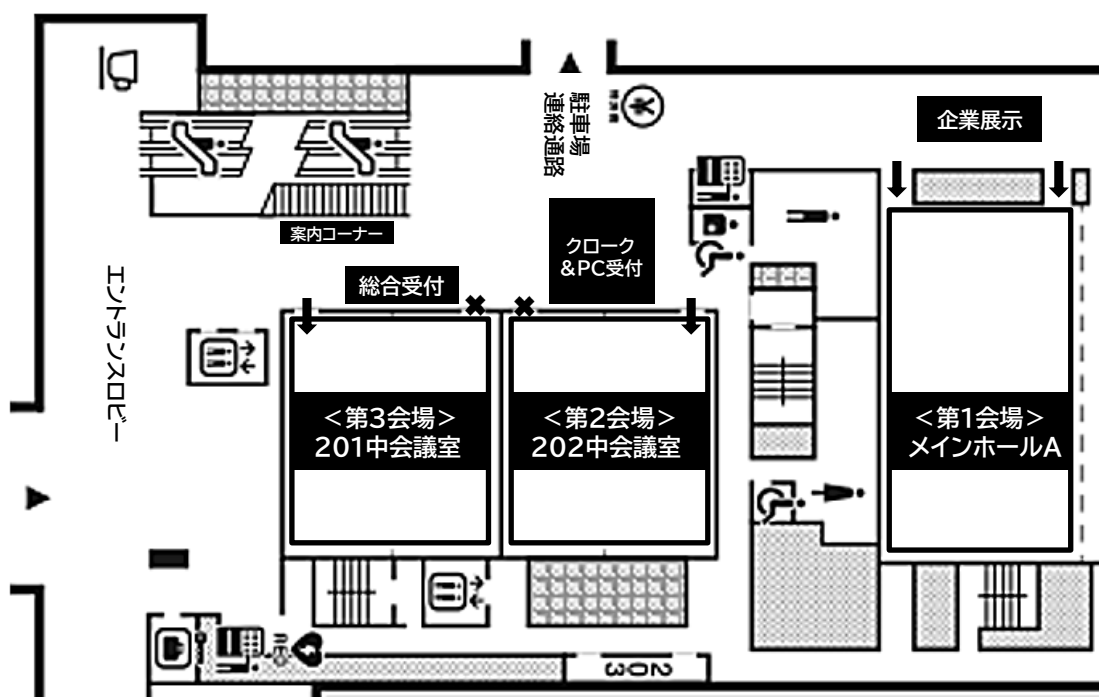 駐車場
連絡通路
企業展示
案内コーナー
クローク
&PC受付
総合受付
エントランスロビー
<第3会場>
201中会議室
<第2会場>
202中会議室
<第1会場>
メインホールA
AED
203